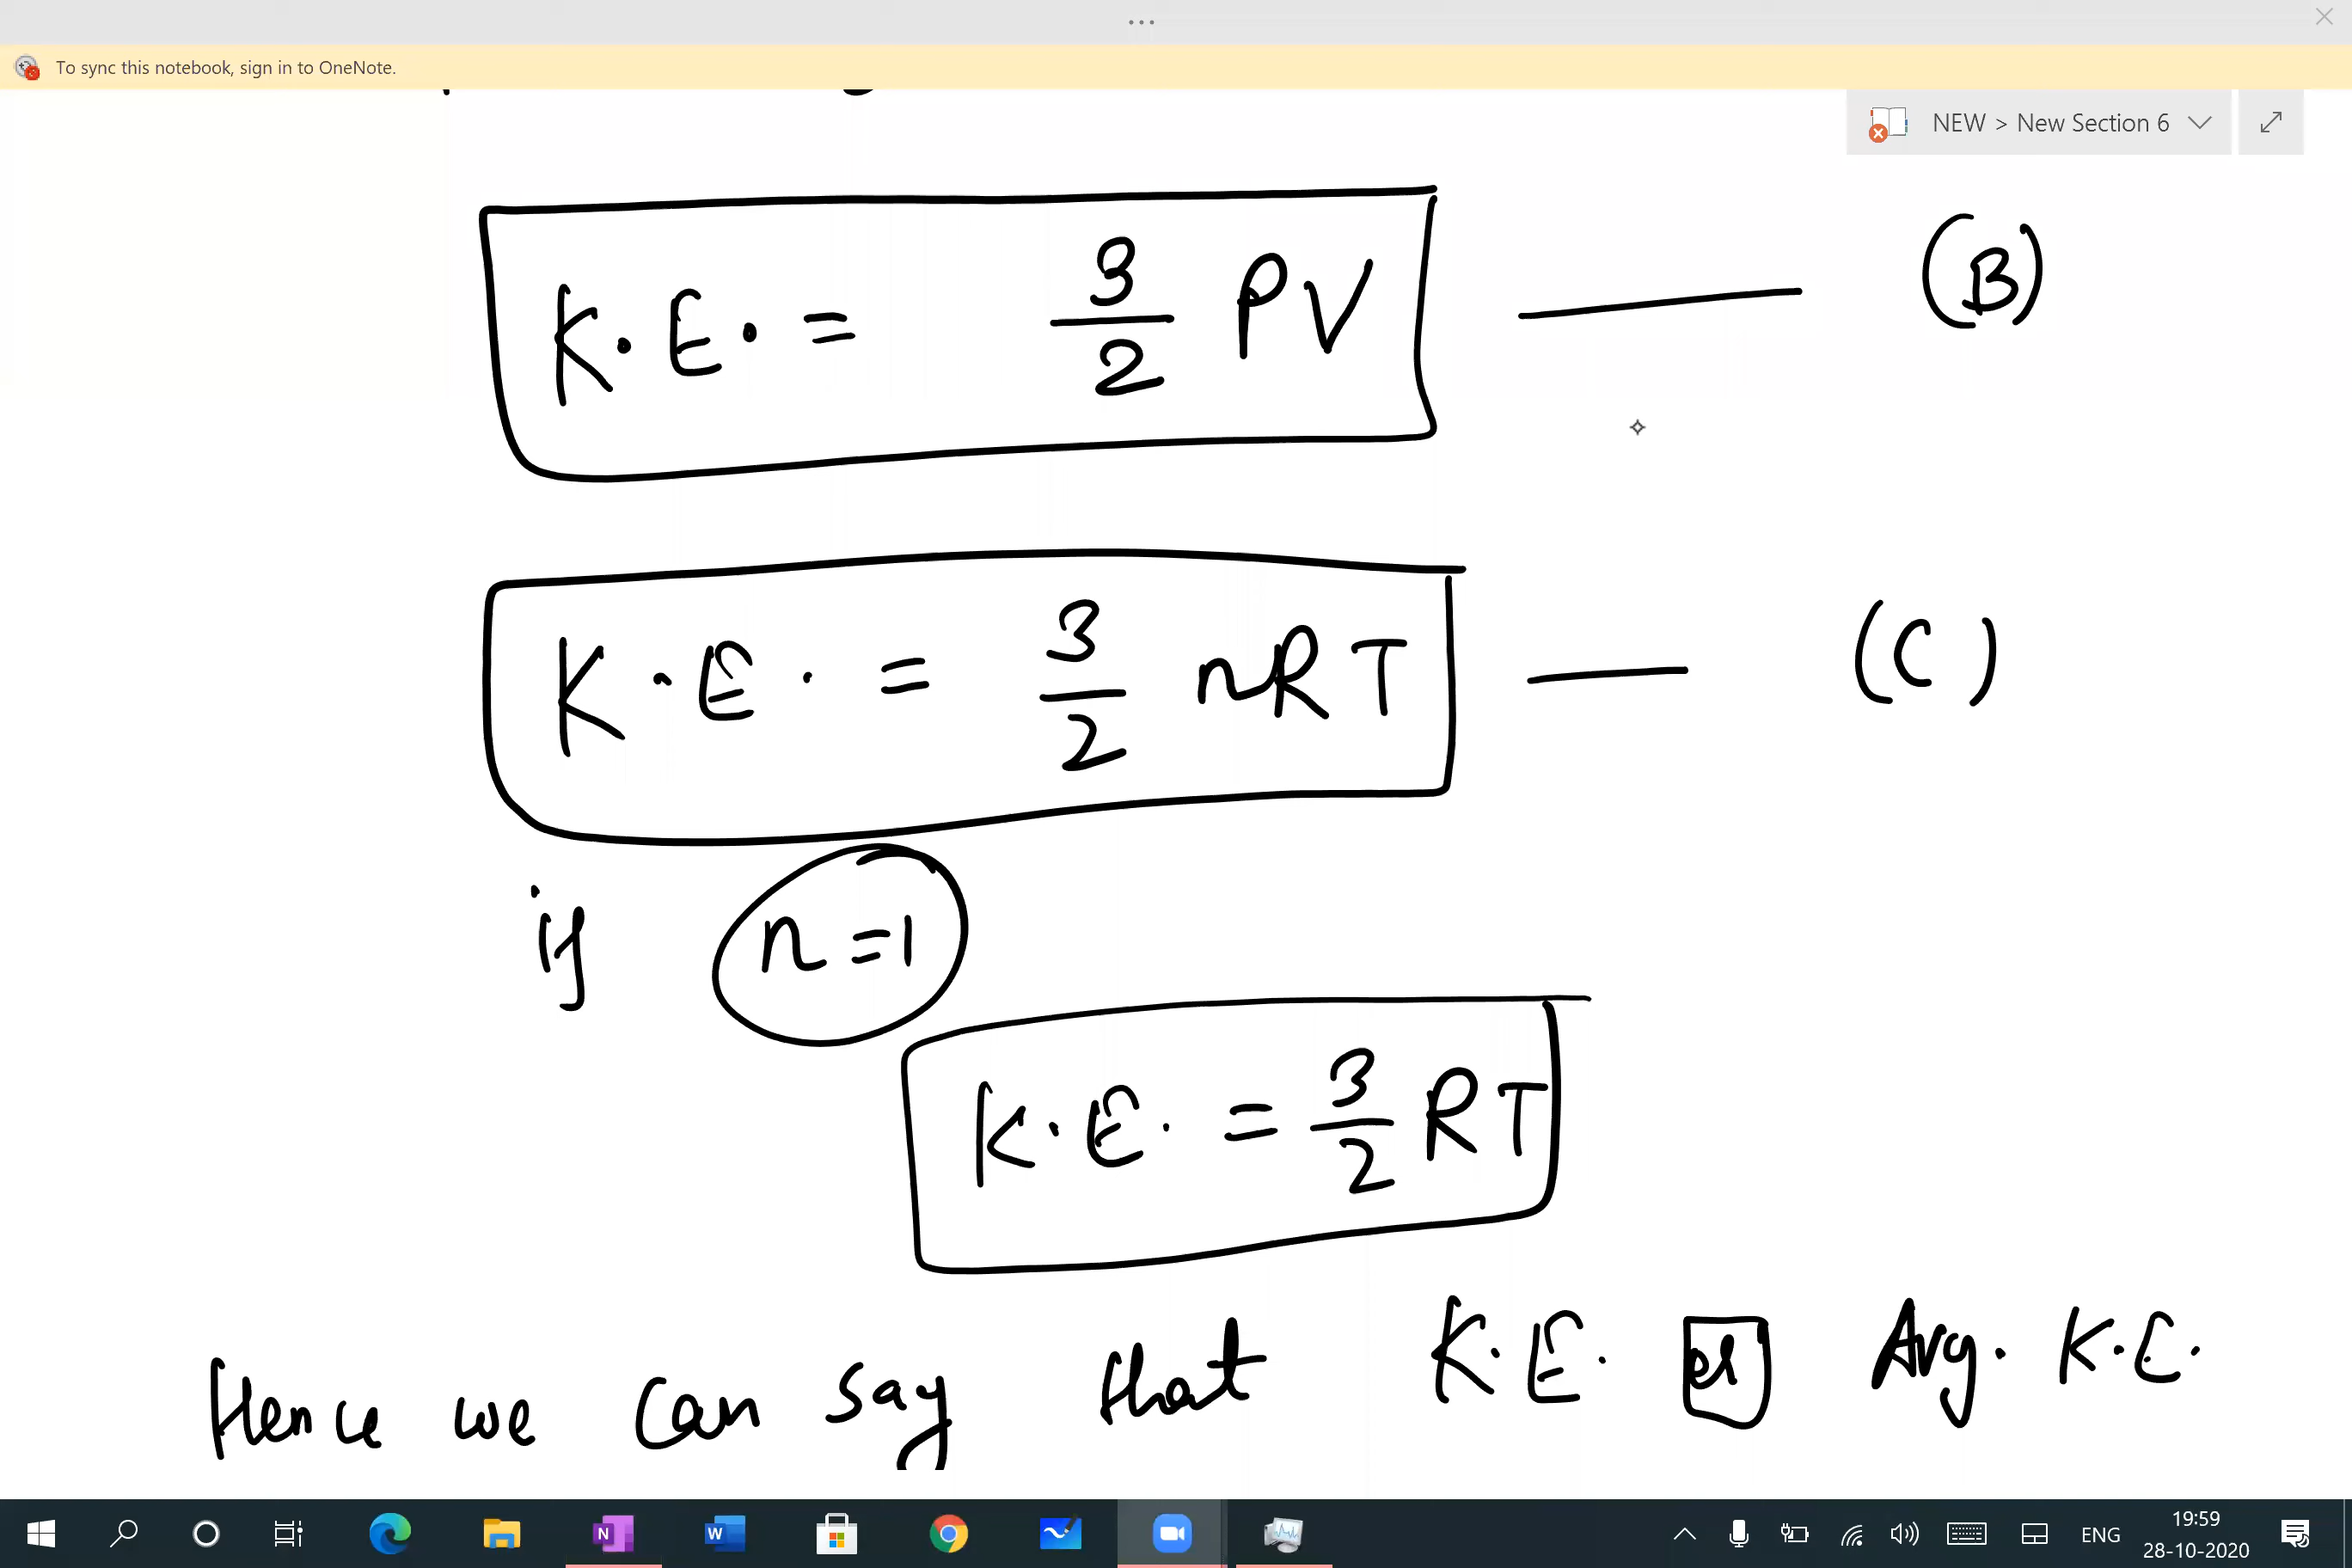 To sync this notebook, sign in to OneNote.
NEW > New Section 6
K.E. = 3/2 PV — (B)
K.E. = 3/2 nRT — (C)
if n=1
K.E. = 3/2 RT
Hence we can say that K.E. or Avg. K.E.
ENG
19:59
28-10-2020